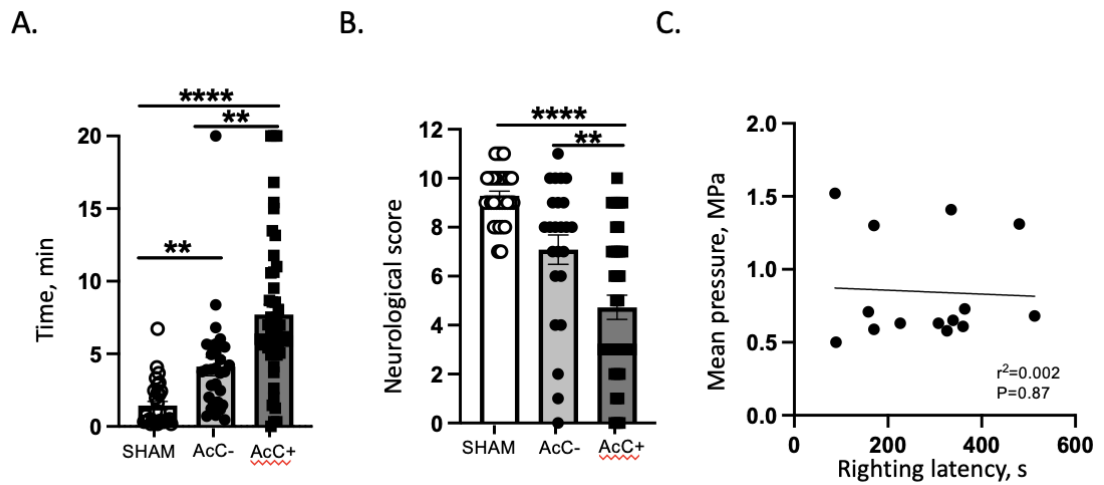 A.
B.
C.
****
**
**
Time, min
20
15
10
5
0
SHAM
AcC-
AcC+
****
**
Neurological score
12
10
8
6
4
2
0
SHAM
AcC-
AcC+
Mean pressure, MPa
2.0
1.5
1.0
0.5
0.0
r²=0.002
P=0.87
0
200
400
600
Righting latency, s